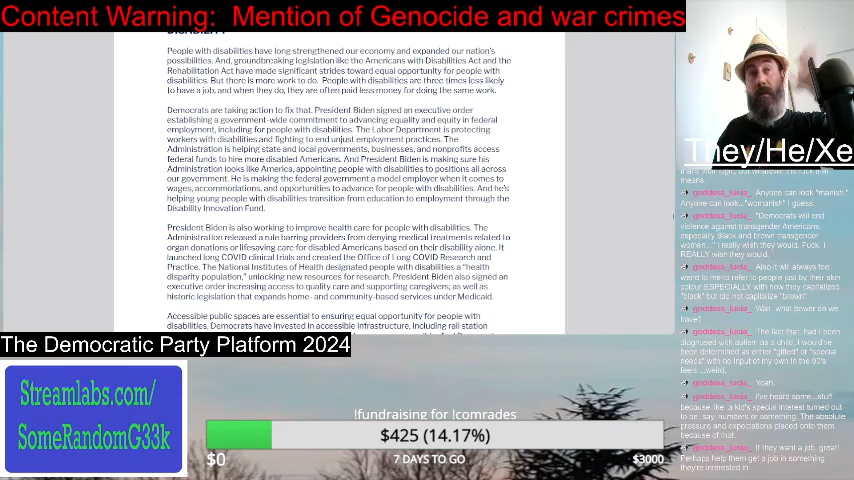 Content Warning: Mention of Genocide and war crimes
DISABILITY
People with disabilities have long strengthened our economy and expanded our nation's
possibilities. And, groundbreaking legislation like the Americans with Disabilities Act and the
Rehabilitation Act have made significant strides toward equal opportunity for people with
disabilities. But there is more work to do. People with disabilities are three times less likely
to have a job, and when they do, they are often paid less money for doing the same work.
Democrats are taking action to fix that. President Biden signed an executive order
establishing a government-wide commitment to advancing equality and equity in federal
employment, including for people with disabilities. The Labor Department is protecting
workers with disabilities and fighting to end unjust employment practices. The
Administration is helping state and local governments, businesses, and nonprofits access
federal funds to hire more disabled Americans. And President Biden is making sure his
Administration looks like America, appointing people with disabilities to positions all across
our government. He is making the federal government a model employer when it comes to
wages, accommodations, and opportunities to advance for people with disabilities. And he's
helping young people with disabilities transition from education to employment through the
Disability Innovation Fund.
President Biden is also working to improve health care for people with disabilities. The
Administration released a rule barring providers from denying medical treatments related to
organ donations or lifesaving care for disabled Americans based on their disability alone. It
launched long COVID clinical trials and created the Office of Long COVID Research and
Practice. The National Institutes of Health designated people with disabilities a "health
disparity population," unlocking new resources for research. President Biden also signed an
executive order increasing access to quality care and supporting caregivers; as well as
historic legislation that expands home- and community-based services under Medicaid.
Accessible public spaces are essential to ensuring equal opportunity for people with
disabilities. Democrats have invested in accessible infrastructure, including rail station
The Democratic Party Platform 2024
They/He/Xe
that's their right, but whatever the fuck that
means.
goddess_lucia_ Anyone can look "manish."
Anyone can look..."womanish" I guess.
goddess_lucia_ "Democrats will end
violence against transgender Americans,
especially Black and brown transgender
women..." I really wish they would. Fuck. I
REALLY wish they would.
goddess_lucia_ Also it will always feel
weird to me to refer to people just by their skin
colour ESPECIALLY with how they capitalized
"black" but did not capitalize "brown"
goddess_lucia_ Wait: what power do we
have?
goddess_lucia_ The fact that, had I been
diagnosed with autism as a child, I would've
been determined as either "gifted" or "special
needs" with no input of my own in the 90's
feels....weird.
goddess_lucia_ Yeah.
goddess_lucia_ I've heard some...stuff
because like, a kid's special interest turned out
to be, say, numbers or something. The absolute
pressure and expectations placed onto them
because of that.
goddess_lucia_ If they want a job, great!
Perhaps help them get a job in something
they're interested in
Streamlabs.com/
SomeRandomG33k
!fundraising for !comrades
$425 (14.17%)
$0
7 DAYS TO GO
$3000